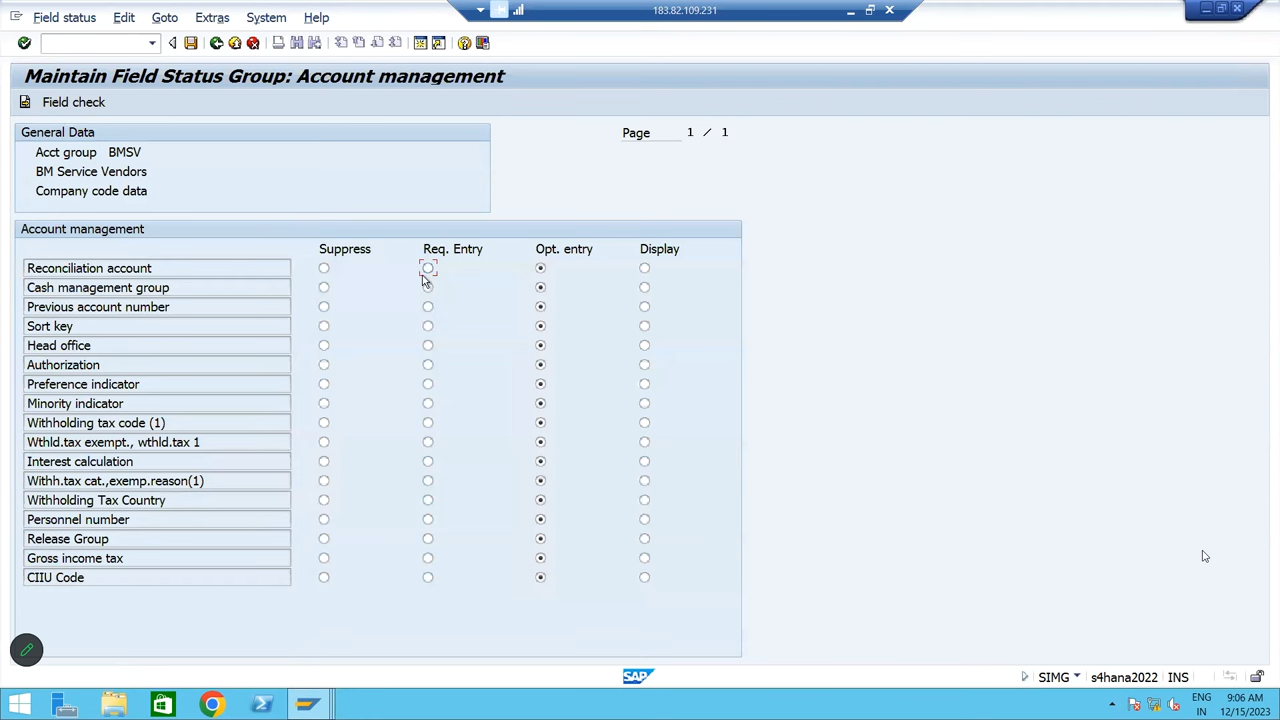 183.82.109.231
Field status Edit Goto Extras System Help
Maintain Field Status Group: Account management
Field check
General Data
Page 1 / 1
Acct group BMSV
BM Service Vendors
Company code data
Account management
Suppress Req. Entry Opt. entry Display
Reconciliation account
Cash management group
Previous account number
Sort key
Head office
Authorization
Preference indicator
Minority indicator
Withholding tax code (1)
Wthld.tax exempt., wthld.tax 1
Interest calculation
Withh.tax cat.,exemp.reason(1)
Withholding Tax Country
Personnel number
Release Group
Gross income tax
CIIU Code
SAP
SIMG s4hana2022 INS
ENG 9:06 AM
IN 12/15/2023